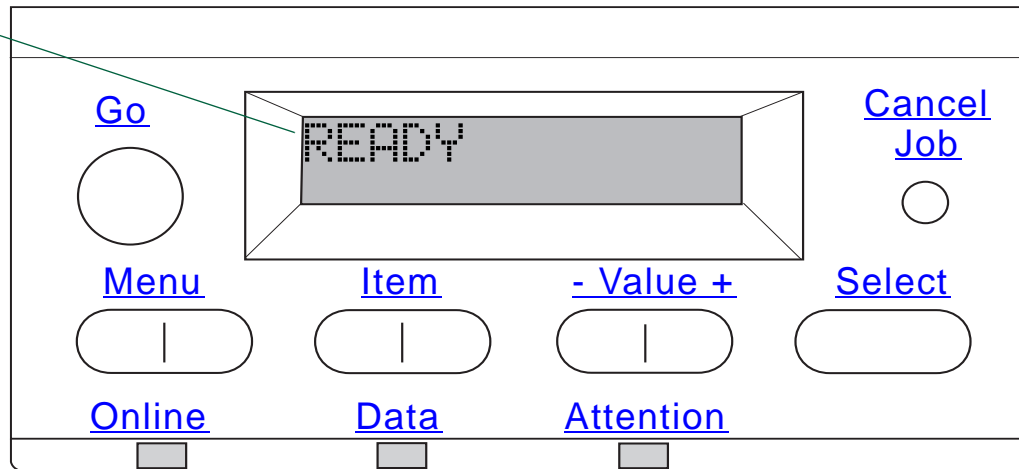 Go
READY
Cancel
Job
Menu
Item
- Value +
Select
Online
Data
Attention